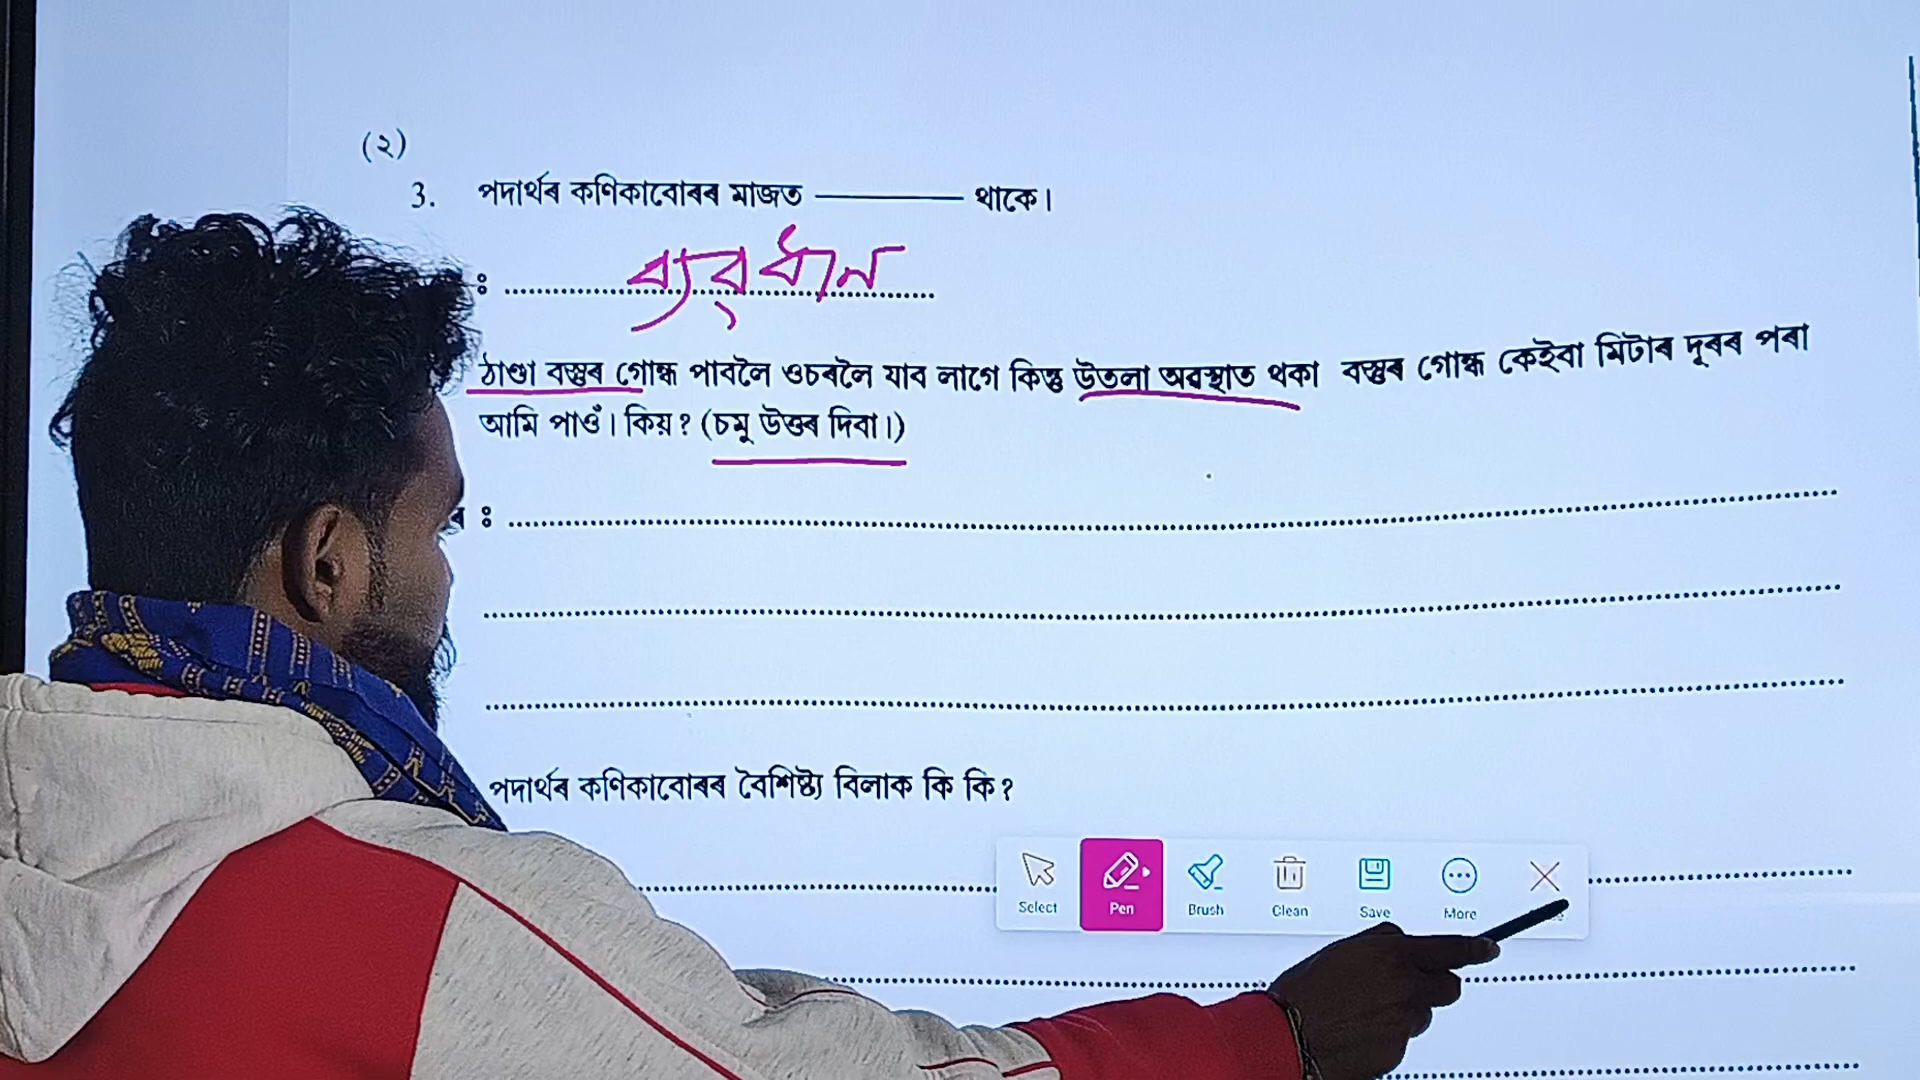 (২)
3. পদাৰ্থৰ কণিকাবোৰৰ মাজত ——— থাকে।
: ব্যৱধান
ঠাণ্ডা বস্তুৰ গোন্ধ পাবলৈ ওচৰলৈ যাব লাগে কিন্তু উতলা অৱস্থাত থকা বস্তুৰ গোন্ধ কেইবা মিটাৰ দূৰৰ পৰা
আমি পাওঁ। কিয়? (চমু উত্তৰ দিবা।)
ৰ :
পদাৰ্থৰ কণিকাবোৰৰ বৈশিষ্ট্য বিলাক কি কি?
Select Pen Brush Clean Save More